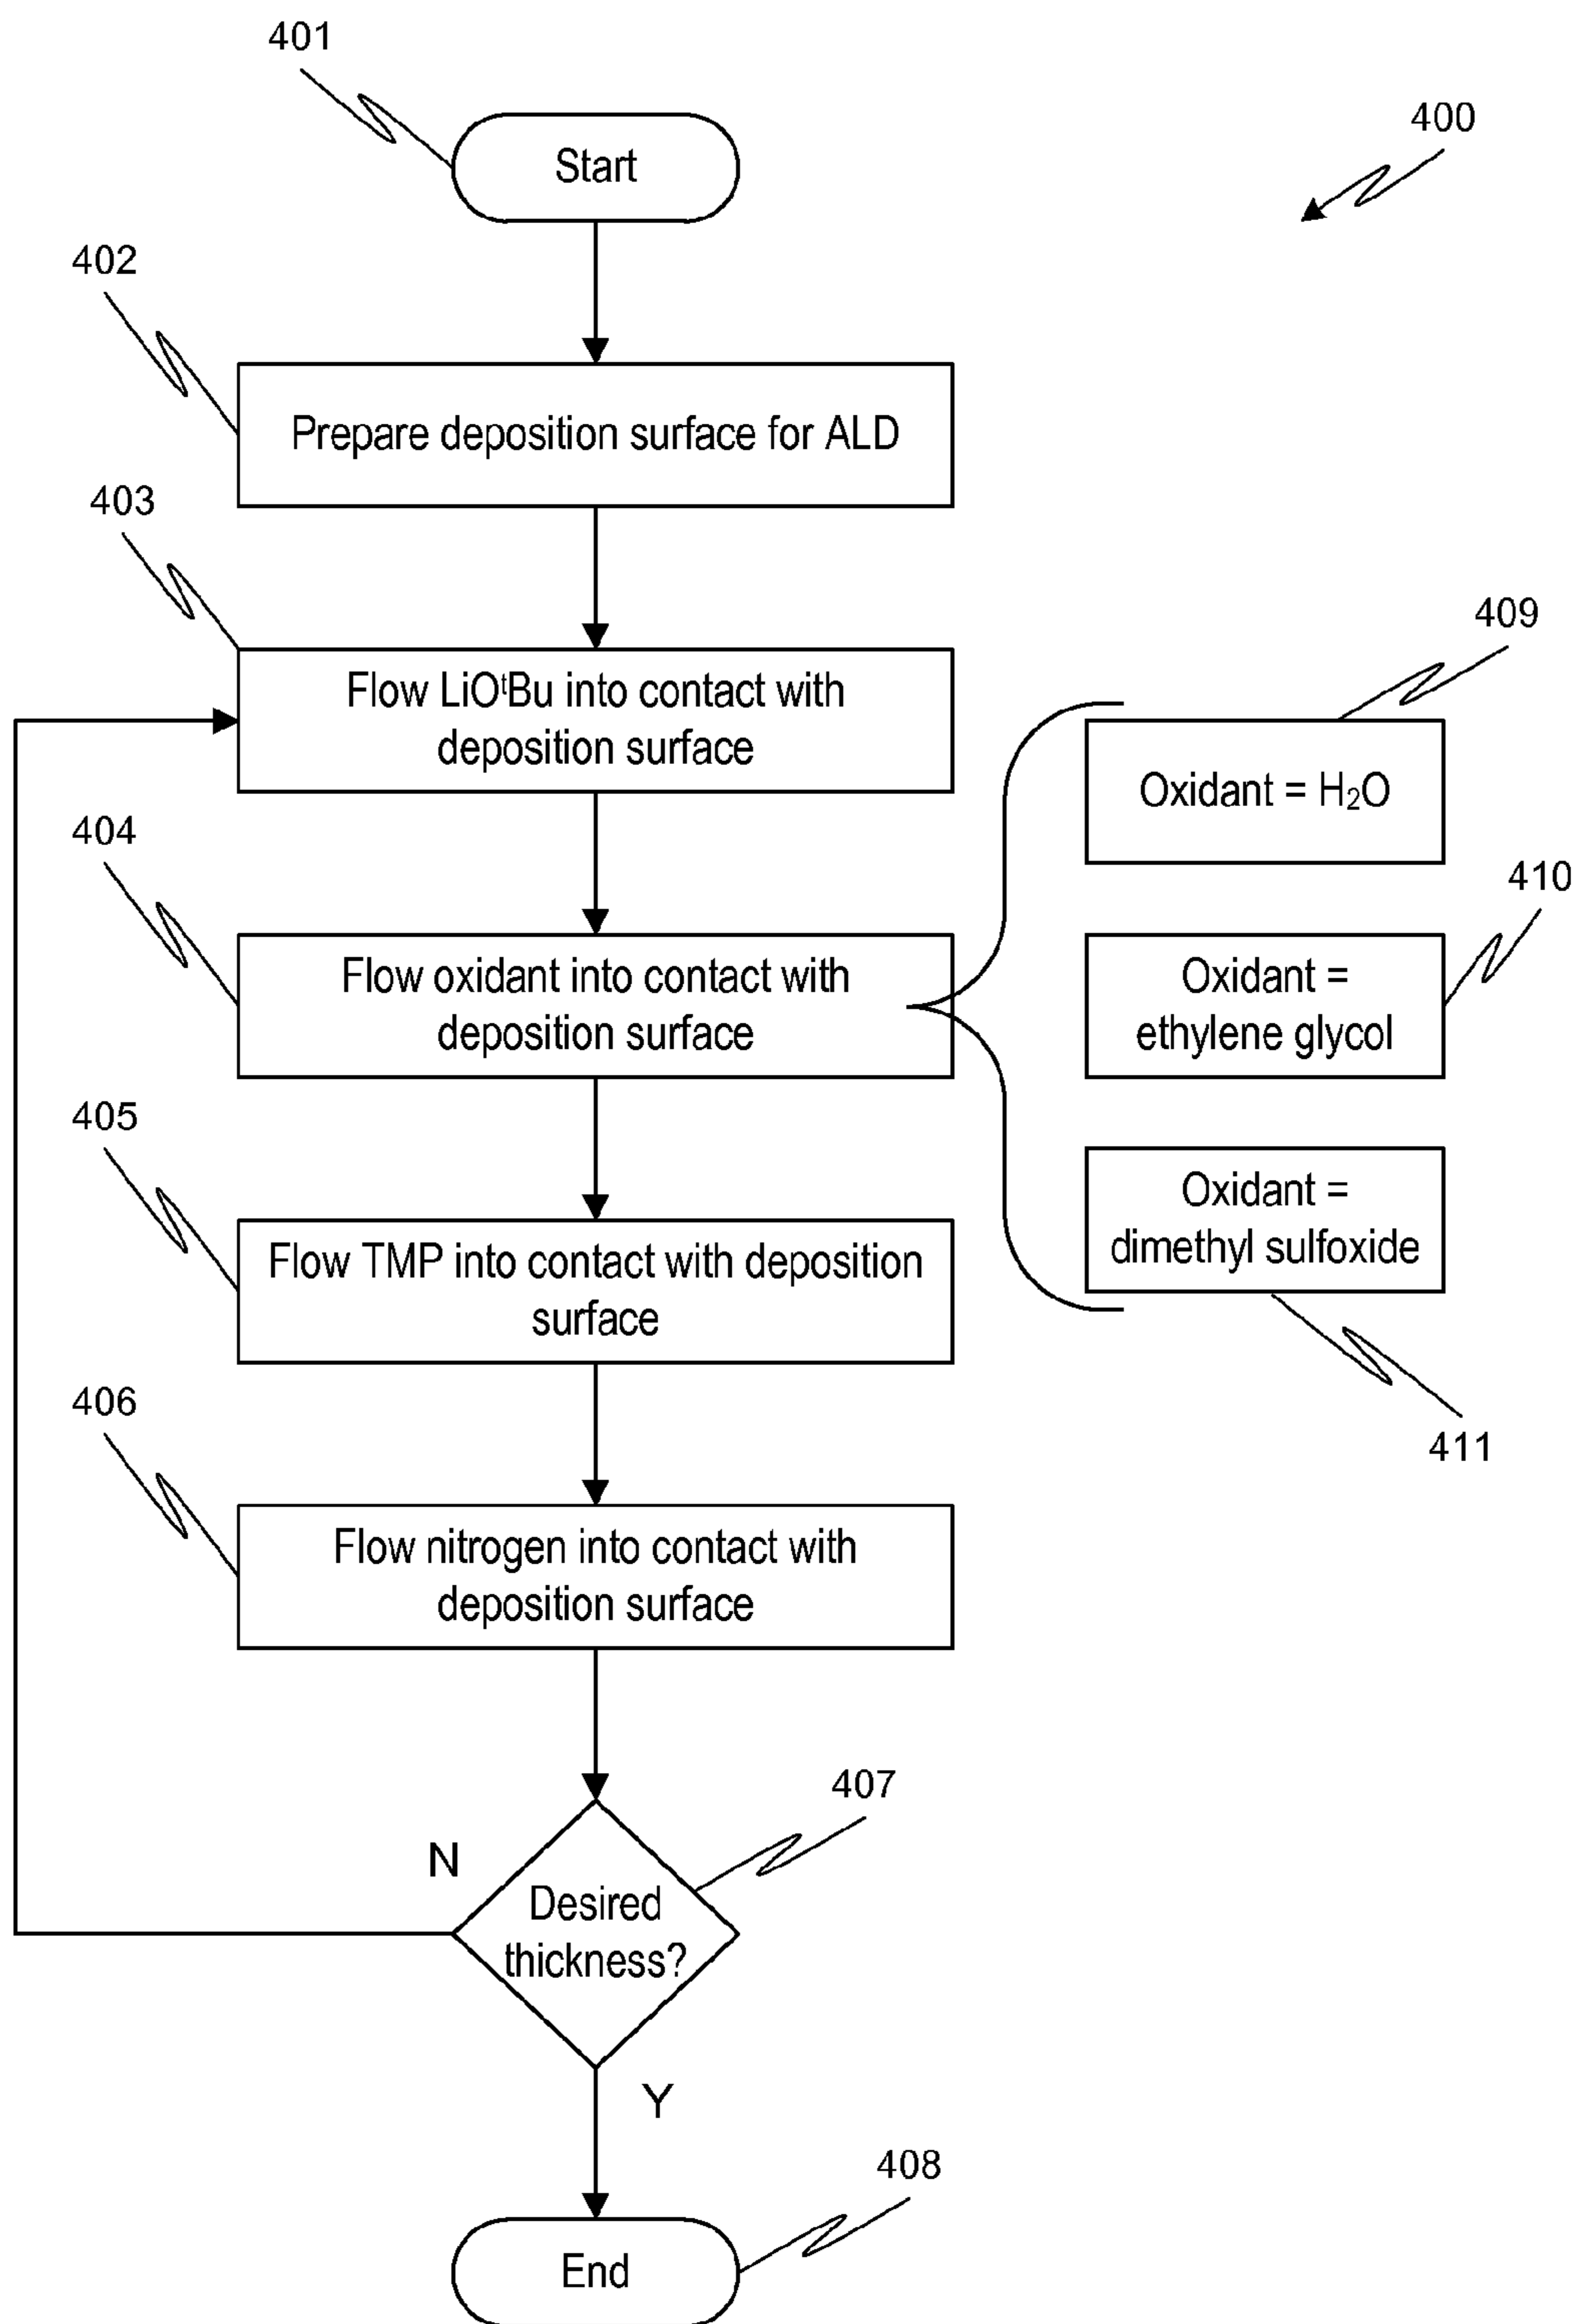 401
Start
400
402
Prepare deposition surface for ALD
403
Flow LiOᵗBu into contact with
deposition surface
409
Oxidant = H₂O
404
Flow oxidant into contact with
deposition surface
410
Oxidant =
ethylene glycol
405
Flow TMP into contact with deposition
surface
Oxidant =
dimethyl sulfoxide
411
406
Flow nitrogen into contact with
deposition surface
407
N
Desired
thickness?
Y
408
End